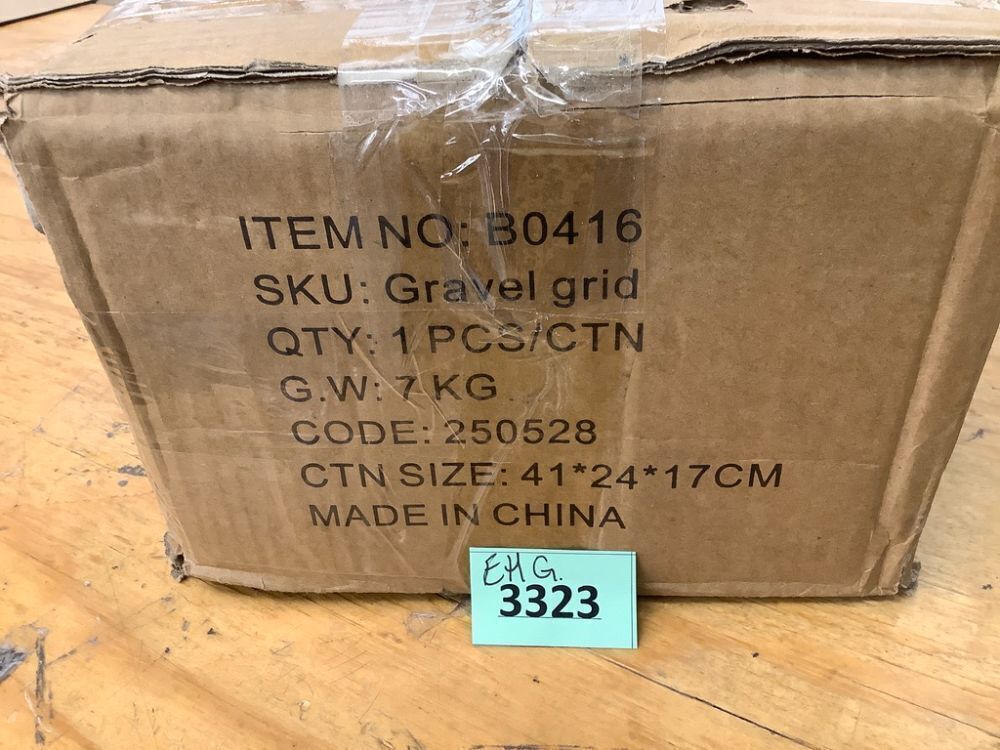 ITEM NO: B0416
SKU: Gravel grid
QTY: 1 PCS/CTN
G.W: 7 KG
CODE: 250528
CTN SIZE: 41*24*17CM
MADE IN CHINA
EHG.
3323